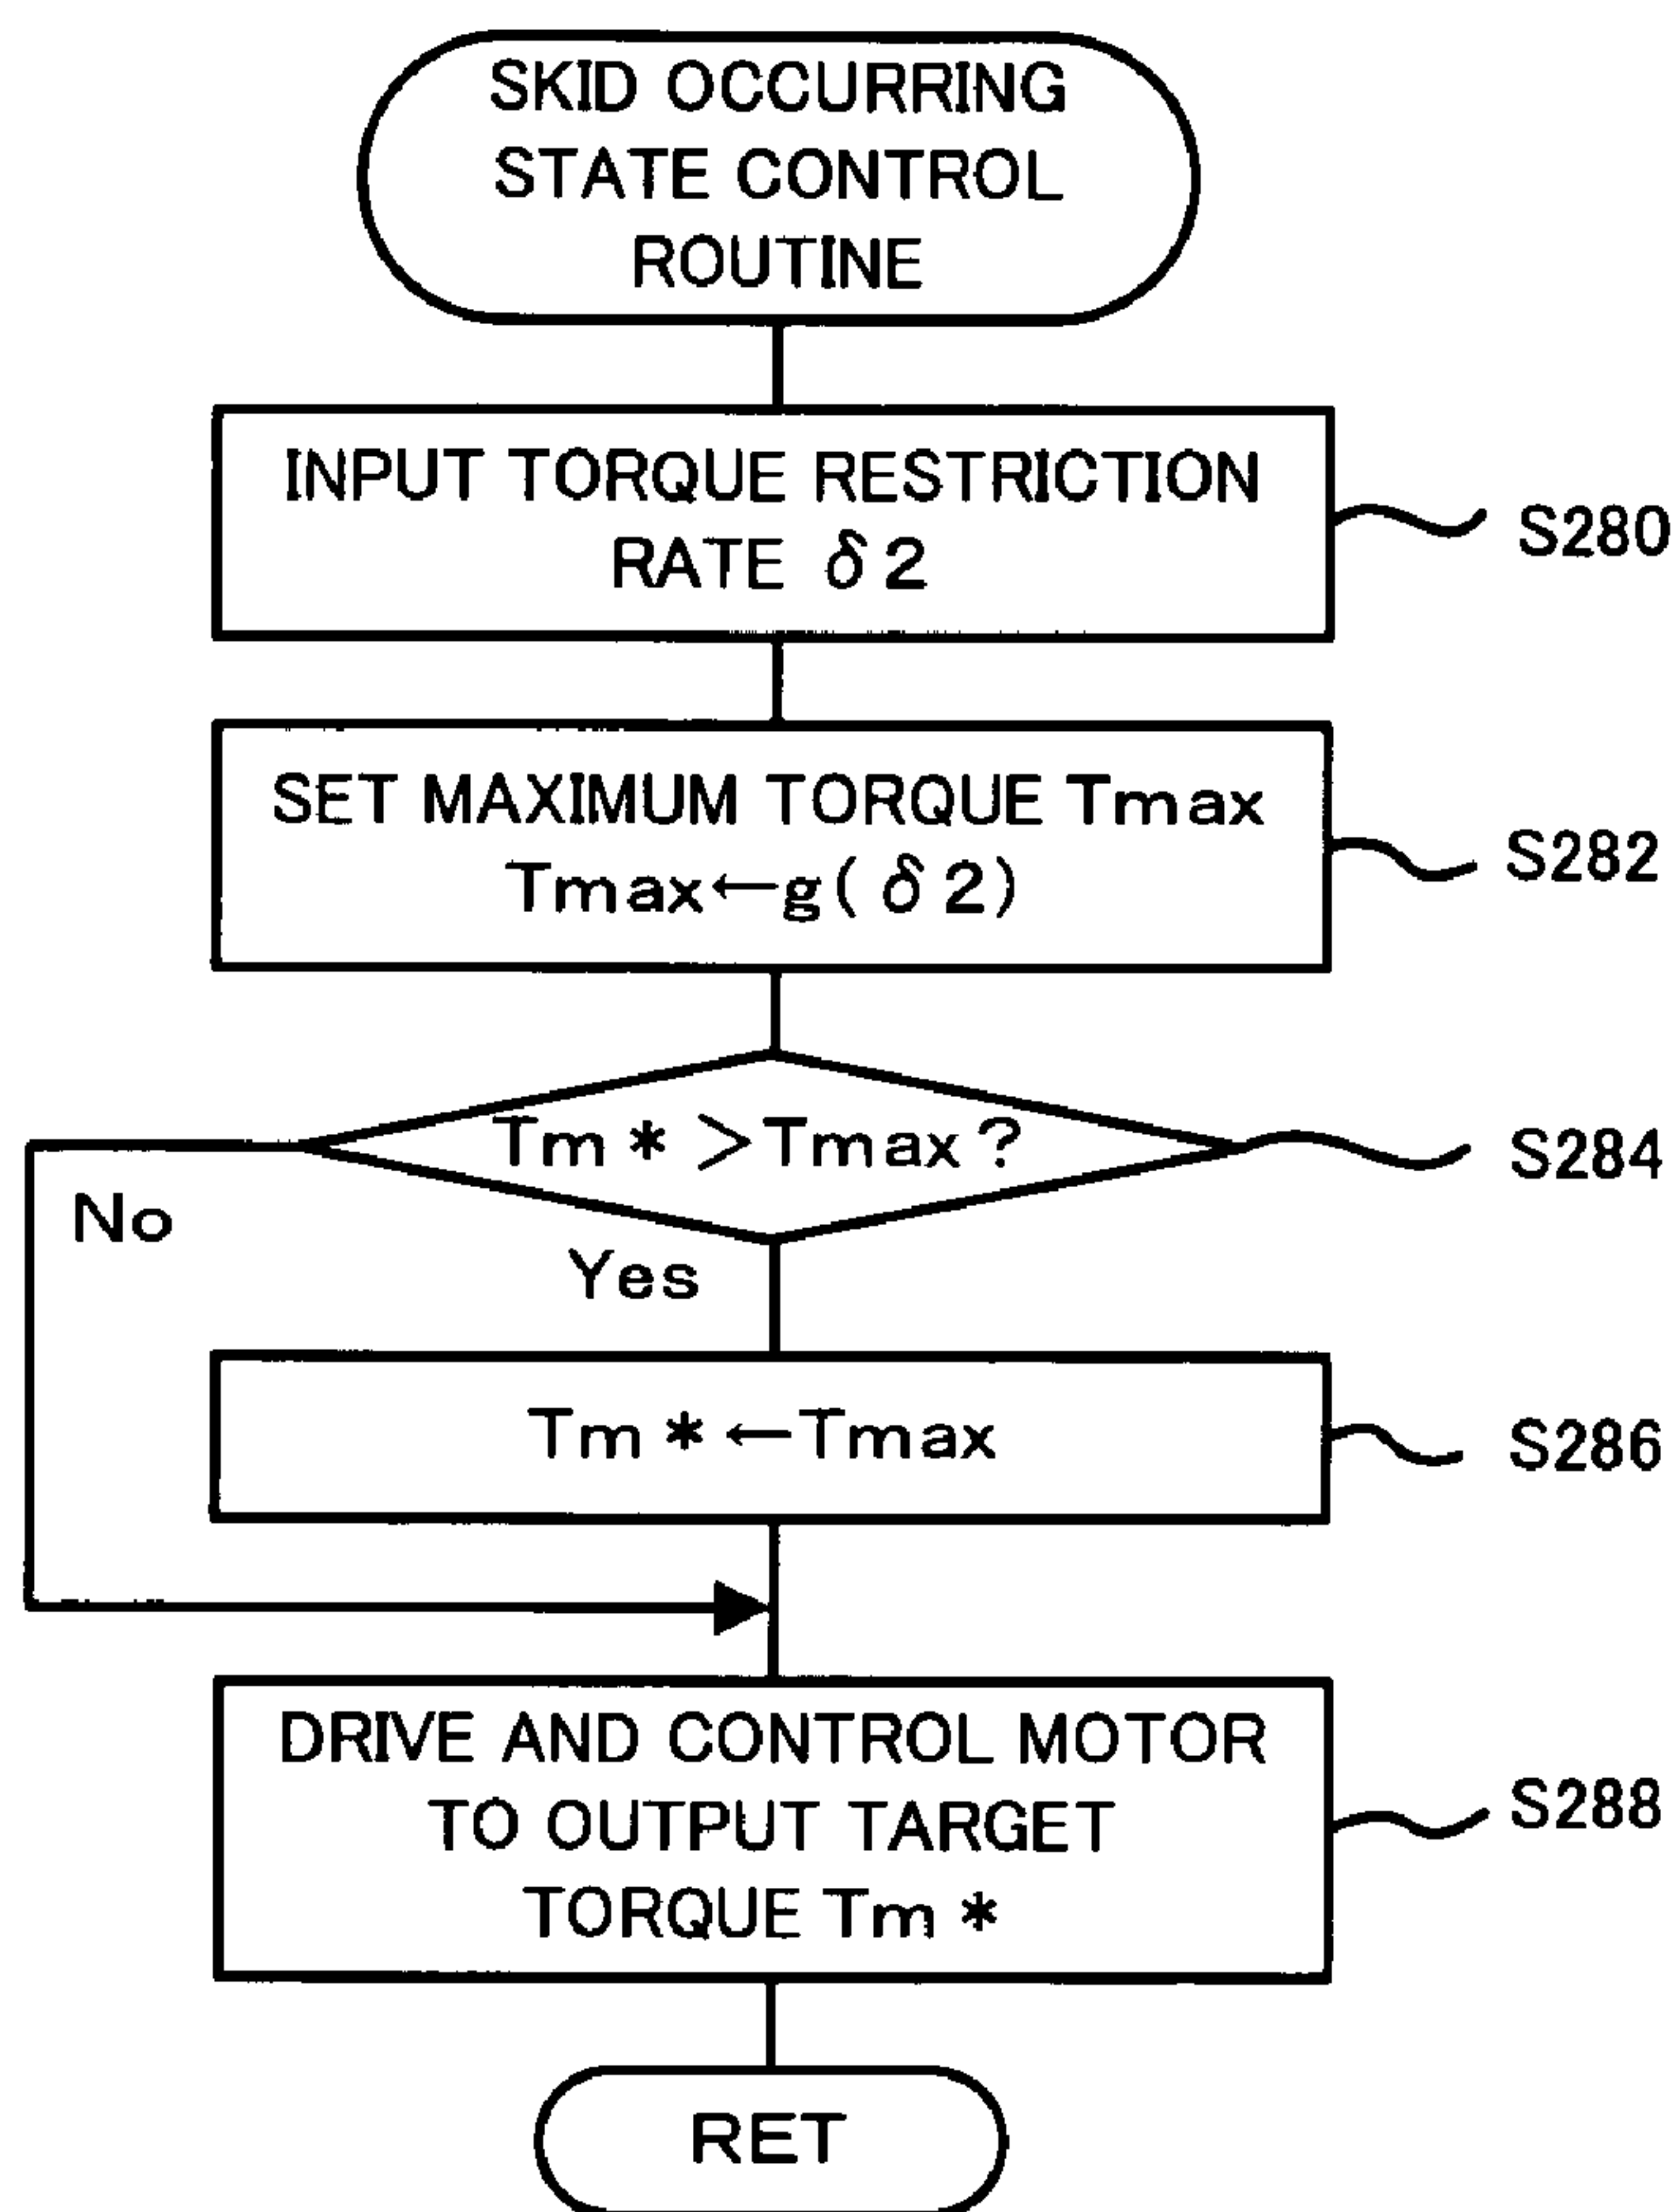 SKID OCCURRING
STATE CONTROL
ROUTINE
INPUT TORQUE RESTRICTION
RATE δ2
S280
SET MAXIMUM TORQUE Tmax
Tmax←g(δ2)
S282
Tm*>Tmax?
S284
No
Yes
Tm*←Tmax
S286
DRIVE AND CONTROL MOTOR
TO OUTPUT TARGET
TORQUE Tm*
S288
RET